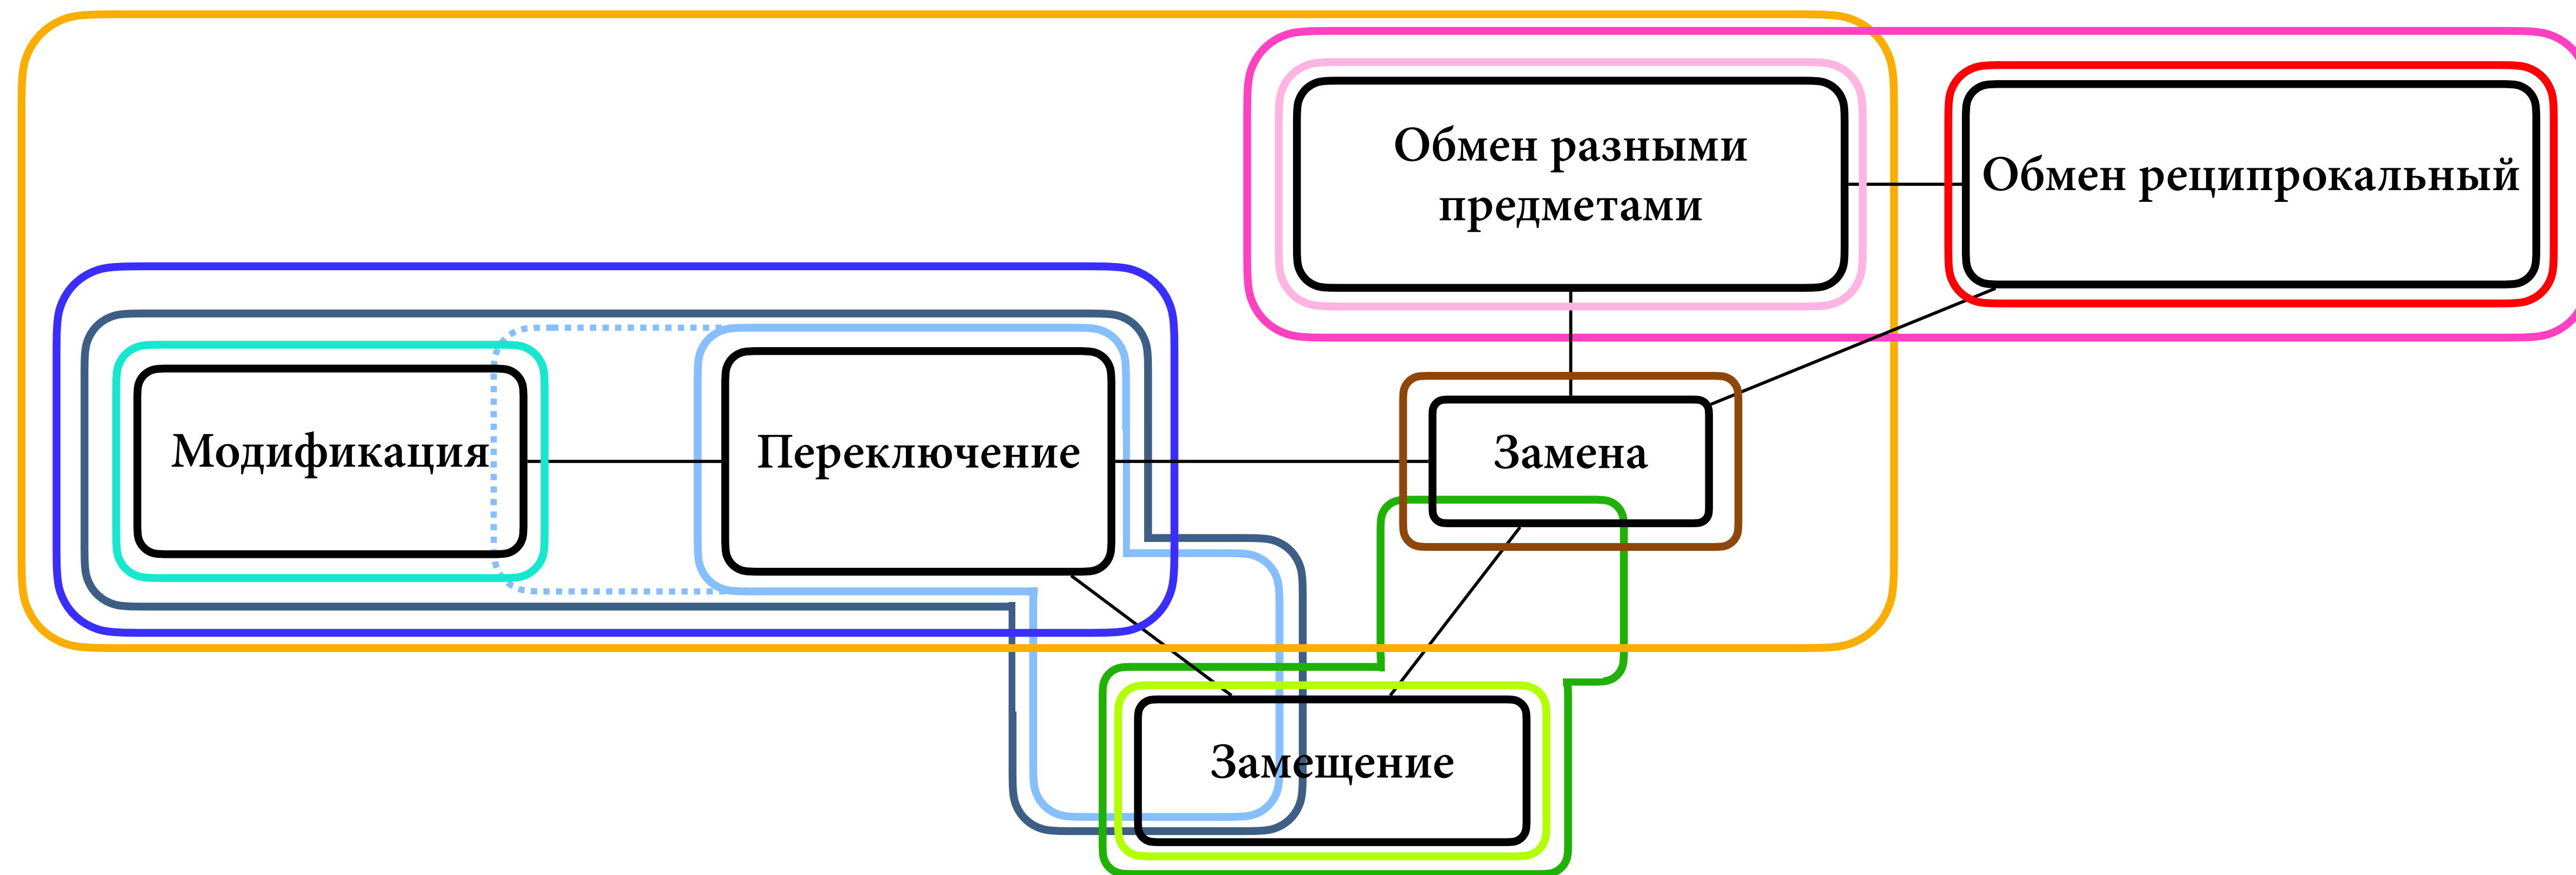 Обмен разными
предметами
Обмен реципрокальный
Модификация
Переключение
Замена
Замещение